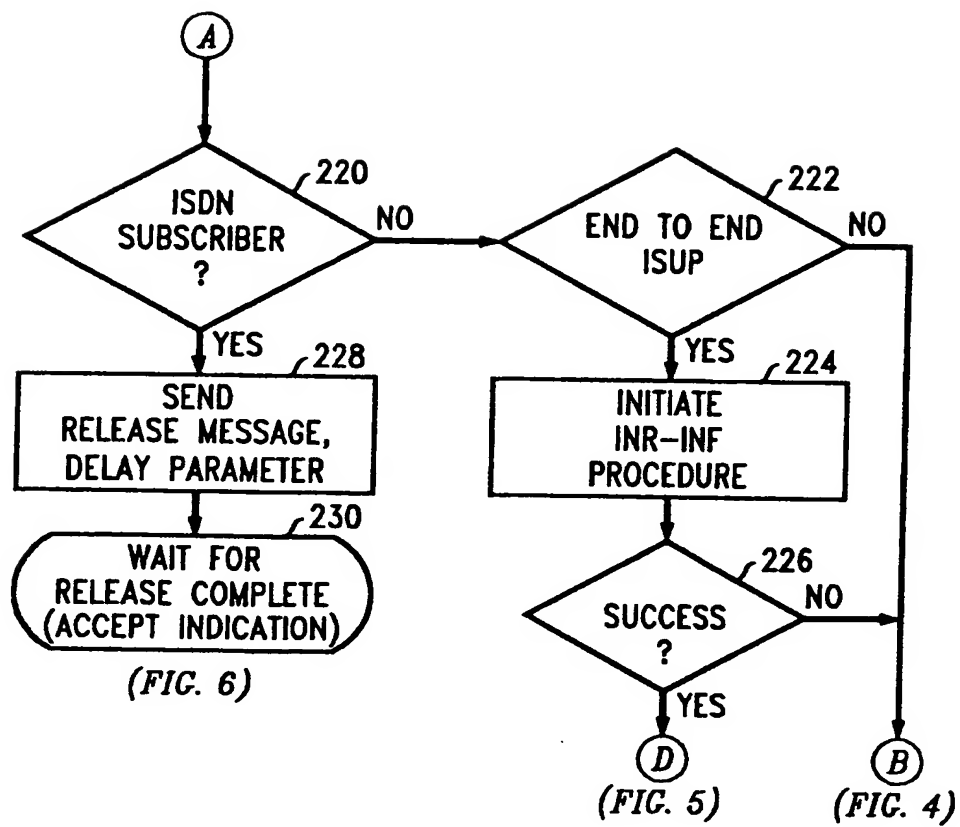 A
220
ISDN
SUBSCRIBER
?
NO
YES
222
END TO END
ISUP
NO
YES
228
SEND
RELEASE MESSAGE,
DELAY PARAMETER
224
INITIATE
INR-INF
PROCEDURE
230
WAIT FOR
RELEASE COMPLETE
(ACCEPT INDICATION)
(FIG. 6)
226
SUCCESS
?
NO
YES
D
(FIG. 5)
B
(FIG. 4)